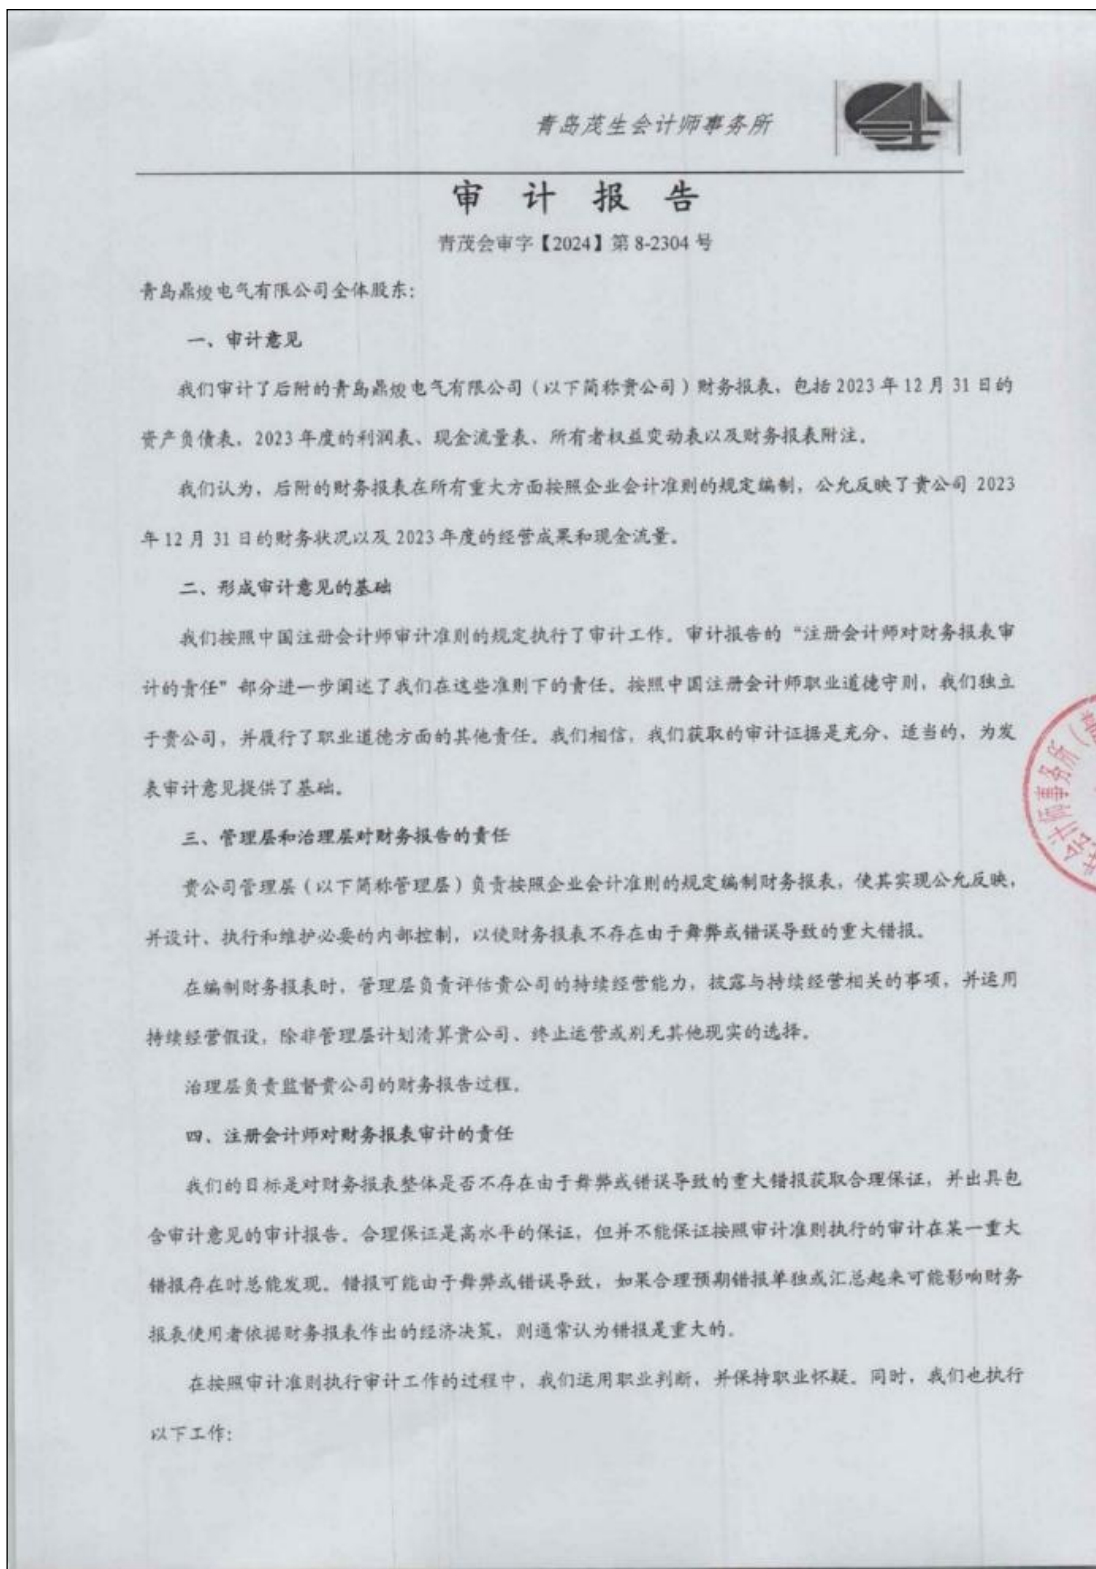 青岛茂生会计师事务所
审计报告
青茂会审字【2024】第 8-2304 号
青岛鼎焌电气有限公司全体股东：
一、审计意见
我们审计了后附的青岛鼎焌电气有限公司（以下简称贵公司）财务报表，包括 2023 年 12 月 31 日的
资产负债表，2023 年度的利润表、现金流量表、所有者权益变动表以及财务报表附注。
我们认为，后附的财务报表在所有重大方面按照企业会计准则的规定编制，公允反映了贵公司 2023
年 12 月 31 日的财务状况以及 2023 年度的经营成果和现金流量。
二、形成审计意见的基础
我们按照中国注册会计师审计准则的规定执行了审计工作。审计报告的“注册会计师对财务报表审
计的责任”部分进一步阐述了我们在这些准则下的责任。按照中国注册会计师职业道德守则，我们独立
于贵公司，并履行了职业道德方面的其他责任。我们相信，我们获取的审计证据是充分、适当的，为发
表审计意见提供了基础。
三、管理层和治理层对财务报告的责任
贵公司管理层（以下简称管理层）负责按照企业会计准则的规定编制财务报表，使其实现公允反映，
并设计、执行和维护必要的内部控制，以使财务报表不存在由于舞弊或错误导致的重大错报。
在编制财务报表时，管理层负责评估贵公司的持续经营能力，披露与持续经营相关的事项，并运用
持续经营假设，除非管理层计划清算贵公司、终止运营或别无其他现实的选择。
治理层负责监督贵公司的财务报告过程。
四、注册会计师对财务报表审计的责任
我们的目标是对财务报表整体是否不存在由于舞弊或错误导致的重大错报获取合理保证，并出具包
含审计意见的审计报告。合理保证是高水平的保证，但并不能保证按照审计准则执行的审计在某一重大
错报存在时总能发现。错报可能由于舞弊或错误导致，如果合理预期错报单独或汇总起来可能影响财务
报表使用者依据财务报表作出的经济决策，则通常认为错报是重大的。
在按照审计准则执行审计工作的过程中，我们运用职业判断，并保持职业怀疑。同时，我们也执行
以下工作：
会计师事务所（